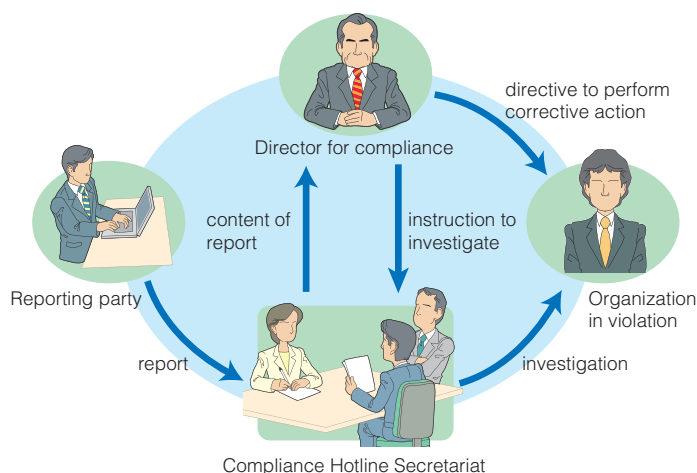 directive to perform
corrective action
Director for compliance
content of
report
instruction to
investigate
Reporting party
Organization
in violation
report
investigation
Compliance Hotline Secretariat